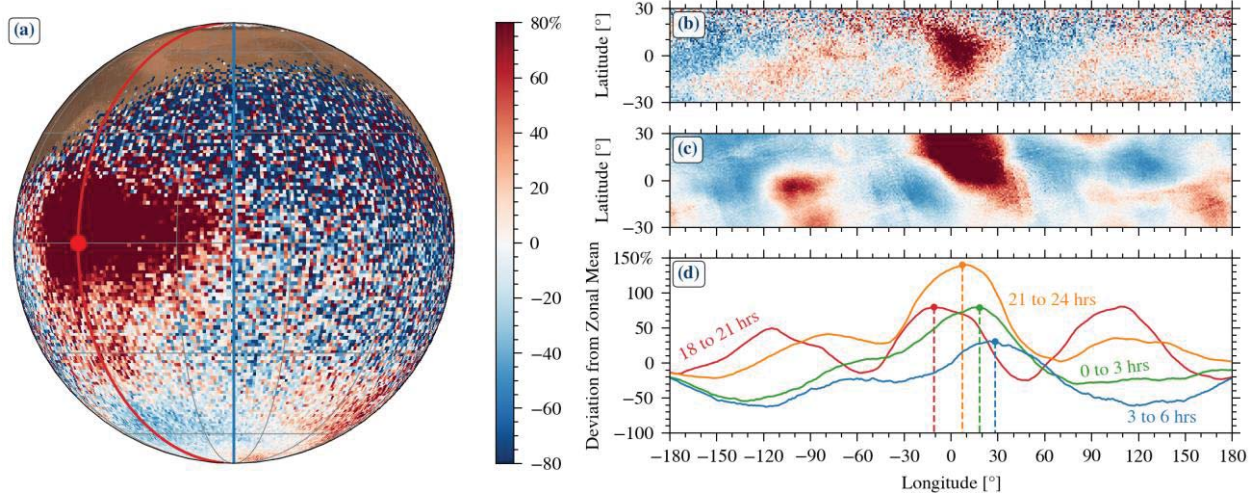 (a)
80%
60
40
20
0
−20
−40
−60
−80
(b)
Latitude [°]
30
0
−30
(c)
Latitude [°]
30
0
−30
(d)
Deviation from Zonal Mean
150%
100
50
0
−50
−100
18 to 21 hrs
21 to 24 hrs
0 to 3 hrs
3 to 6 hrs
−180 −150 −120 −90 −60 −30 0 30 60 90 120 150 180
Longitude [°]